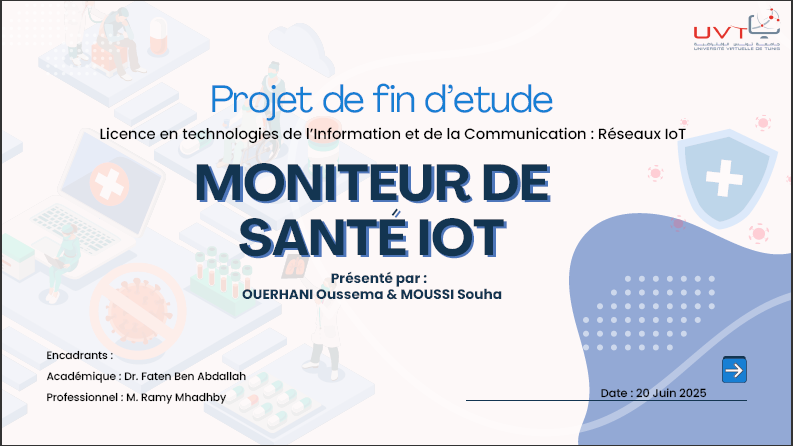 UVT
UNIVERSITÉ VIRTUELLE DE TUNIS
Projet de fin d'etude
Licence en technologies de l'Information et de la Communication : Réseaux IoT
MONITEUR DE
SANTÉ IOT
Présenté par :
OUERHANI Oussema & MOUSSI Souha
Encadrants :
Académique : Dr. Faten Ben Abdallah
Professionnel : M. Ramy Mhadhby
Date : 20 Juin 2025